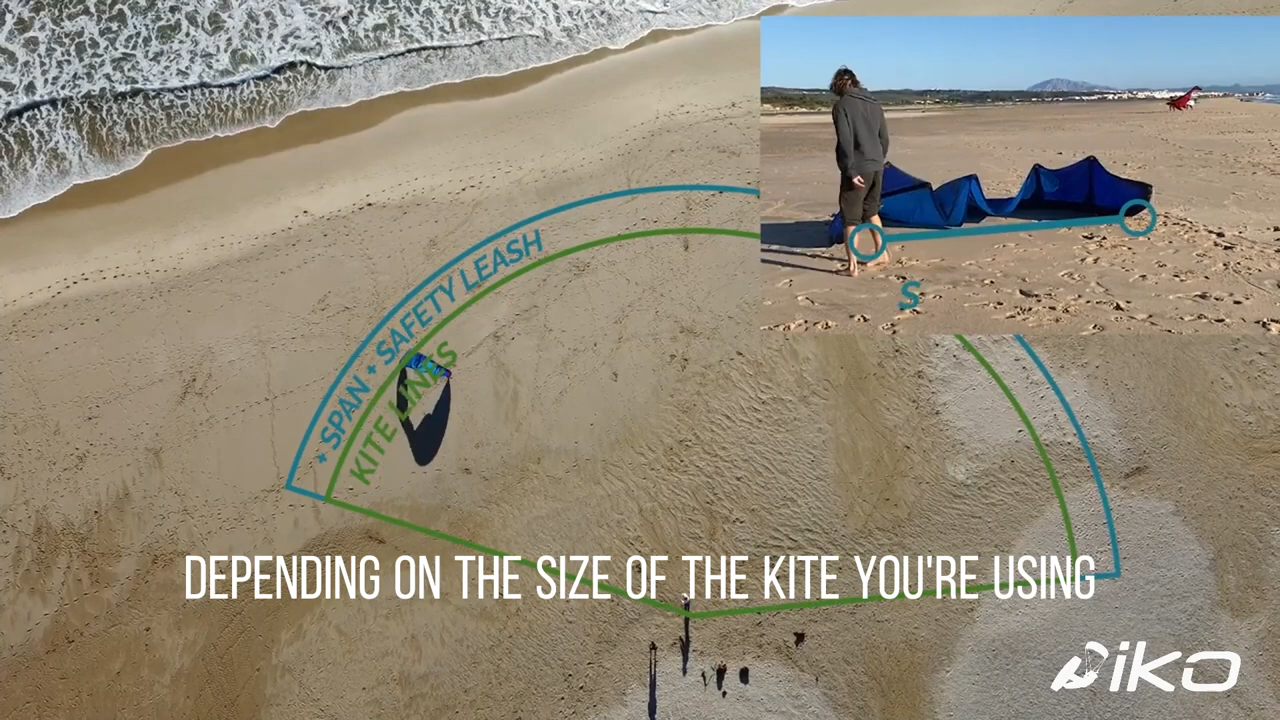 + SPAN + SAFETY LEASH
KITE LINES
S
DEPENDING ON THE SIZE OF THE KITE YOU'RE USING
iKO